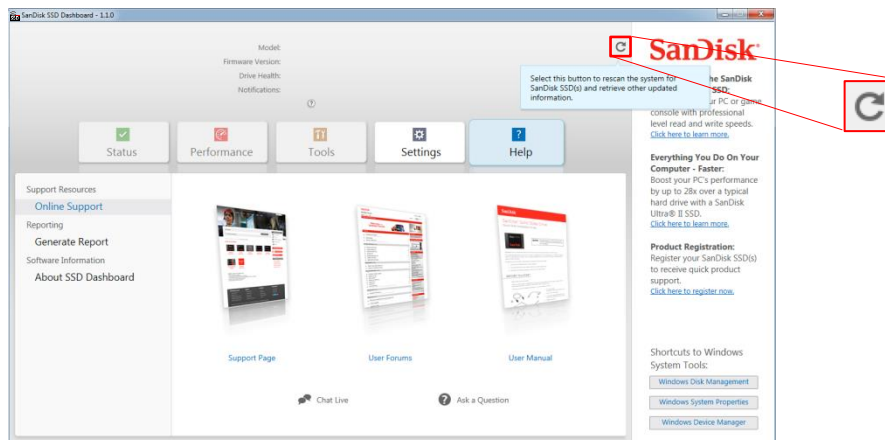 SanDisk SSD Dashboard - 1.1.0
Model:
Firmware Version:
Drive Health:
Notifications:
Select this button to rescan the system for
SanDisk SSD(s) and retrieve other updated
information.
Status
Performance
Tools
Settings
Help
Support Resources
Online Support
Reporting
Generate Report
Software Information
About SSD Dashboard
Support Page
User Forums
User Manual
Chat Live
Ask a Question
SanDisk
he SanDisk
SSD:
ur PC or game
console with professional
level read and write speeds.
Click here to learn more.
Everything You Do On Your
Computer - Faster:
Boost your PC's performance
by up to 28x over a typical
hard drive with a SanDisk
Ultra® II SSD.
Click here to learn more.
Product Registration:
Register your SanDisk SSD(s)
to receive quick product
support.
Click here to register now.
Shortcuts to Windows
System Tools:
Windows Disk Management
Windows System Properties
Windows Device Manager